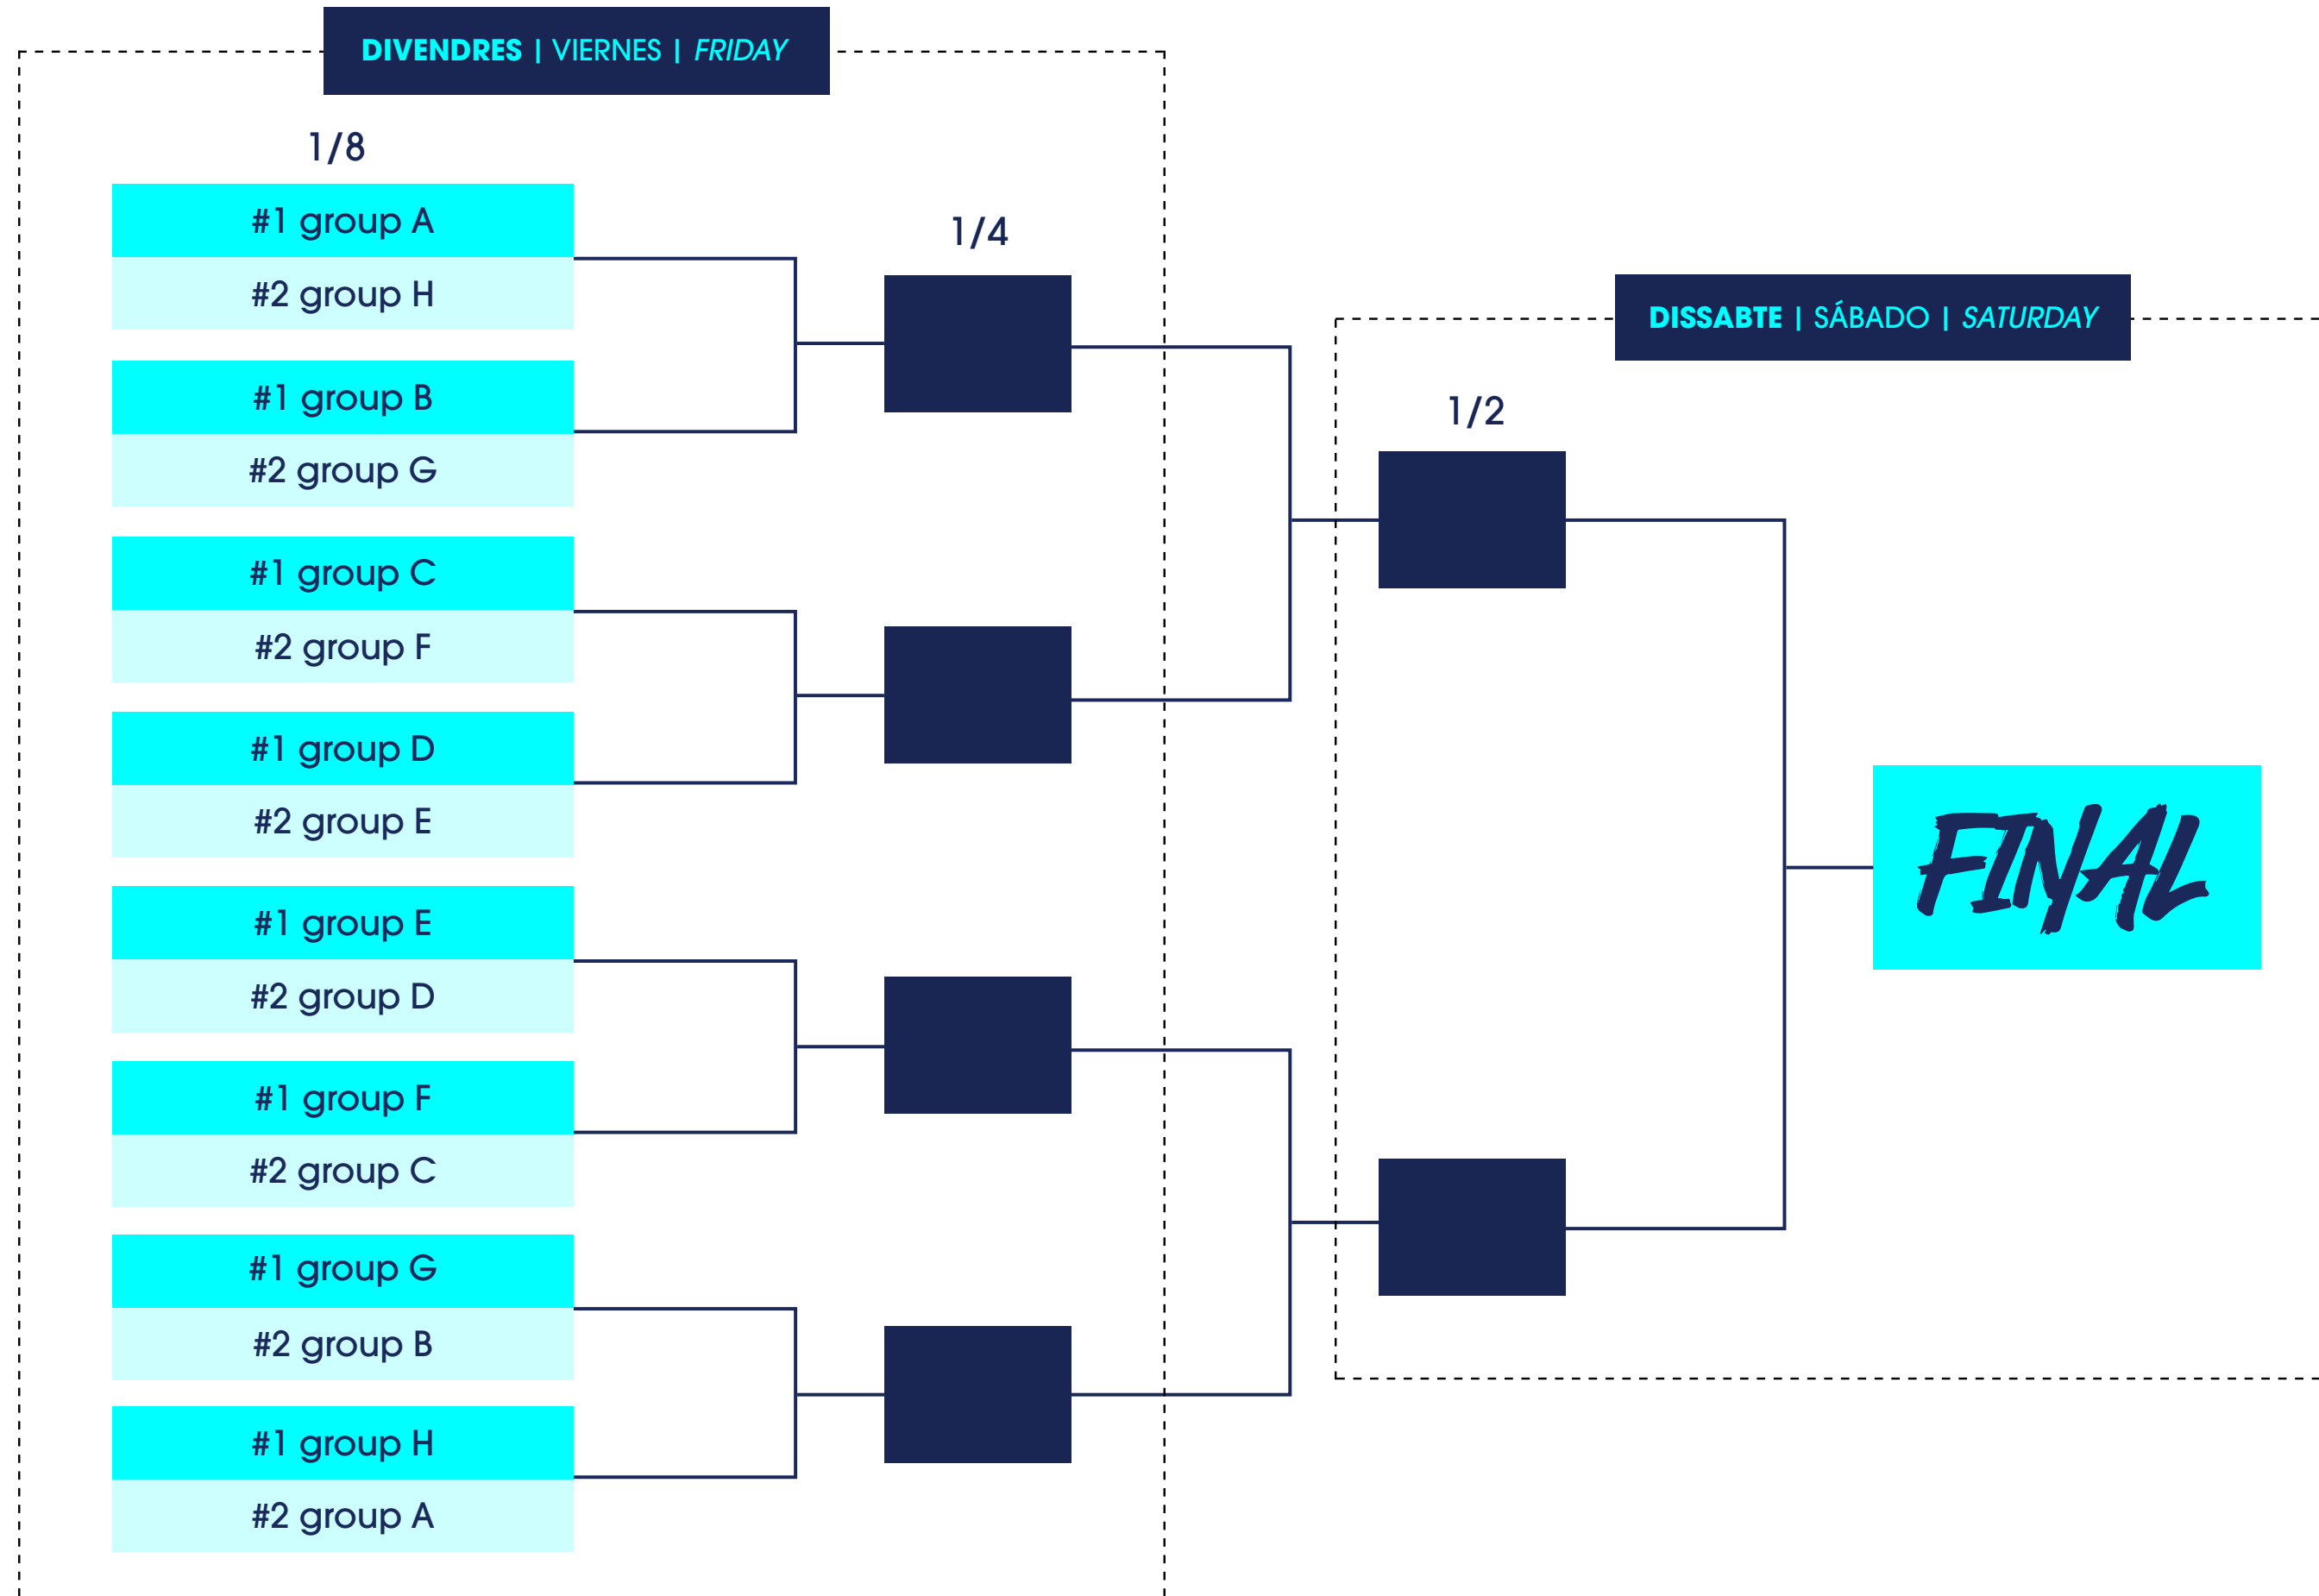 DIVENDRES | VIERNES | FRIDAY
1/8
#1 group A
#2 group H
#1 group B
#2 group G
#1 group C
#2 group F
#1 group D
#2 group E
#1 group E
#2 group D
#1 group F
#2 group C
#1 group G
#2 group B
#1 group H
#2 group A
1/4
DISSABTE | SÁBADO | SATURDAY
1/2
FINAL